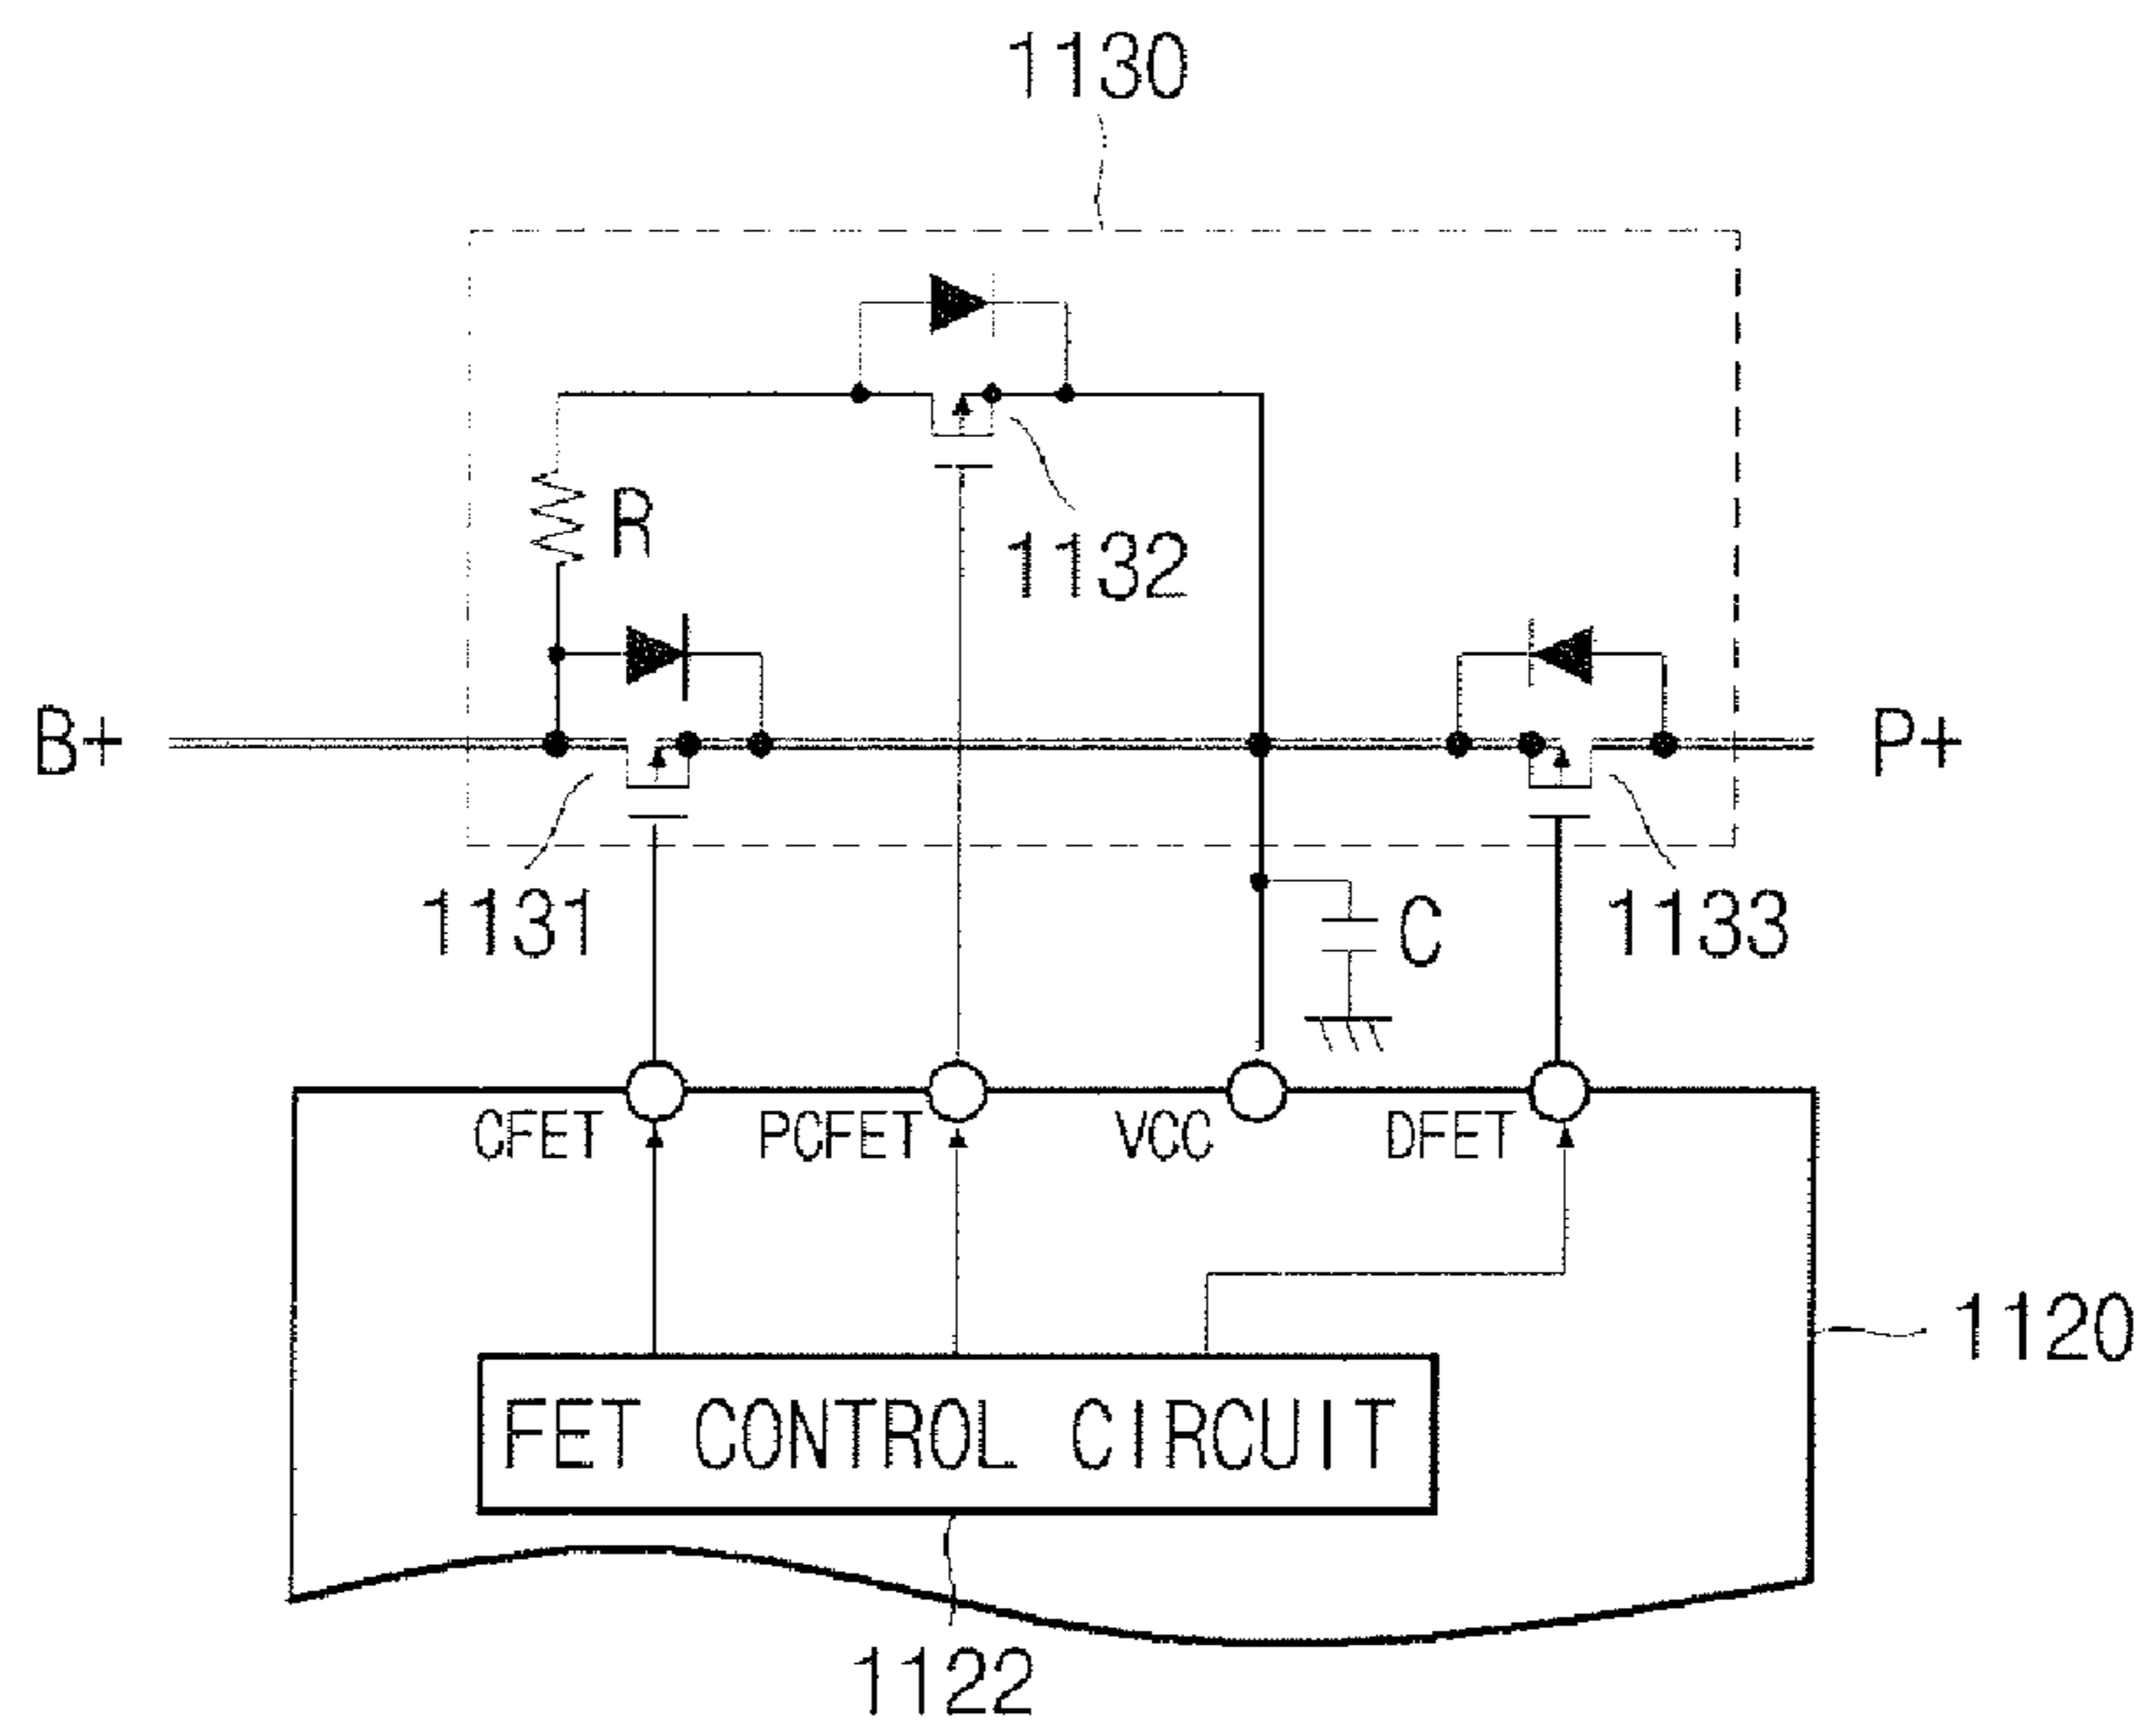 1130
R
1132
B+
P+
1131
C
1133
CFET
PCFET
VCC
DFET
1120
FET CONTROL CIRCUIT
1122